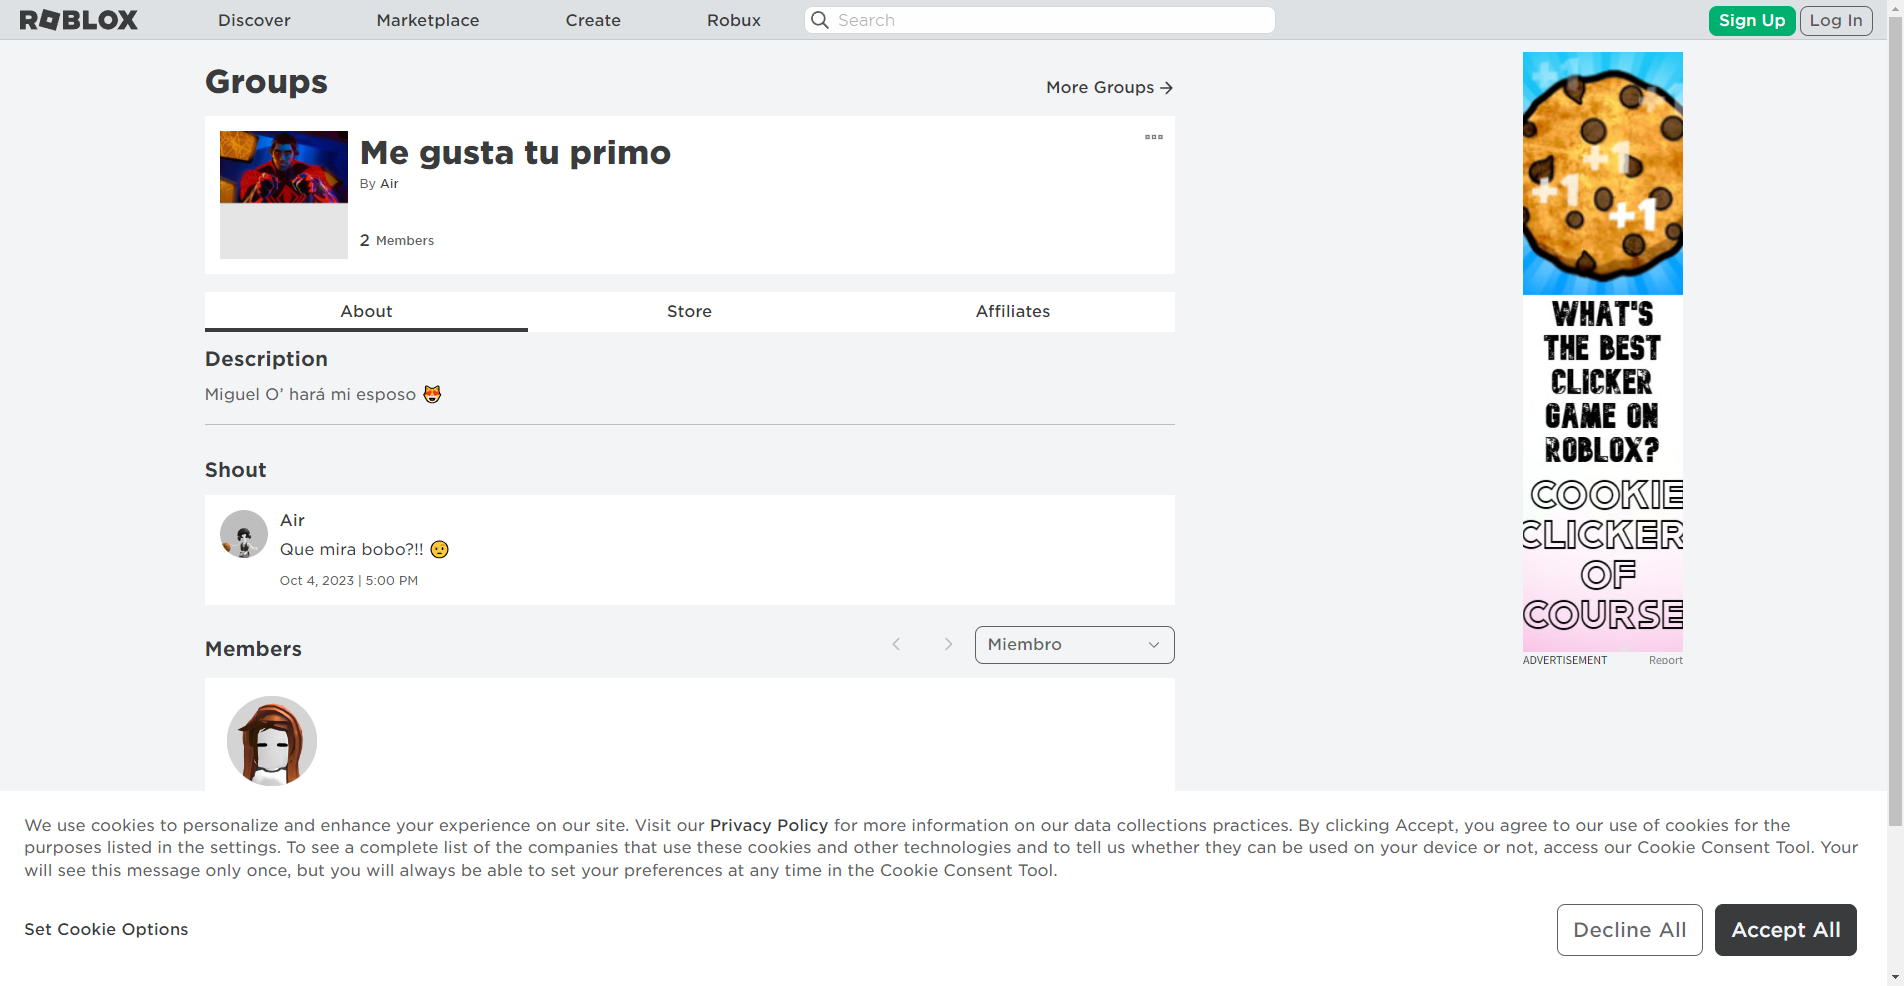 ROBLOX
Discover
Marketplace
Create
Robux
Search
Sign Up
Log In
Groups
More Groups →
Me gusta tu primo
By Air
2 Members
About
Store
Affiliates
Description
Miguel O’ hará mi esposo 😻
Shout
Air
Que mira bobo?!! 🤨
Oct 4, 2023 | 5:00 PM
Members
Miembro
+1
+1
+1
+1
+1
WHAT'S
THE BEST
CLICKER
GAME ON
ROBLOX?
COOKIE
CLICKER
OF
COURSE
ADVERTISEMENT
Report
We use cookies to personalize and enhance your experience on our site. Visit our Privacy Policy for more information on our data collections practices. By clicking Accept, you agree to our use of cookies for the
purposes listed in the settings. To see a complete list of the companies that use these cookies and other technologies and to tell us whether they can be used on your device or not, access our Cookie Consent Tool. Your
will see this message only once, but you will always be able to set your preferences at any time in the Cookie Consent Tool.
Set Cookie Options
Decline All
Accept All